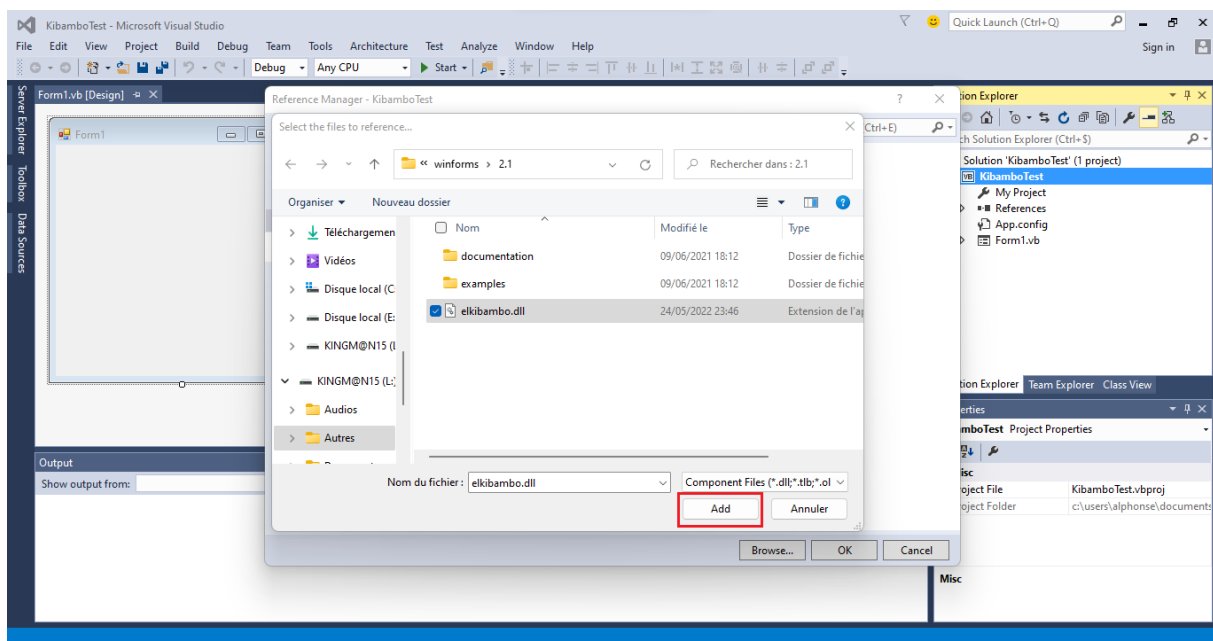 KibamboTest - Microsoft Visual Studio
Quick Launch (Ctrl+Q)
File Edit View Project Build Debug Team Tools Architecture Test Analyze Window Help
Sign in
Debug Any CPU Start
Server Explorer
Toolbox
Data Sources
Form1.vb [Design]
Form1
Output
Show output from:
Reference Manager - KibamboTest
?
Ctrl+E)
Select the files to reference...
« winforms > 2.1
Rechercher dans : 2.1
Organiser Nouveau dossier
Téléchargemen
Vidéos
Disque local (C
Disque local (E:
KINGM@N15 (L
KINGM@N15 (L:)
Audios
Autres
Nom Modifié le Type
documentation 09/06/2021 18:12 Dossier de fichie
examples 09/06/2021 18:12 Dossier de fichie
elkibambo.dll 24/05/2022 23:46 Extension de l'ap
Nom du fichier : elkibambo.dll Component Files (*.dll;*.tlb;*.ol
Add Annuler
Browse... OK Cancel
tion Explorer
ch Solution Explorer (Ctrl+$)
Solution 'KibamboTest' (1 project)
VB KibamboTest
My Project
References
App.config
Form1.vb
tion Explorer Team Explorer Class View
erties
mboTest Project Properties
isc
oject File KibamboTest.vbproj
oject Folder c:\users\alphonse\documents
Misc